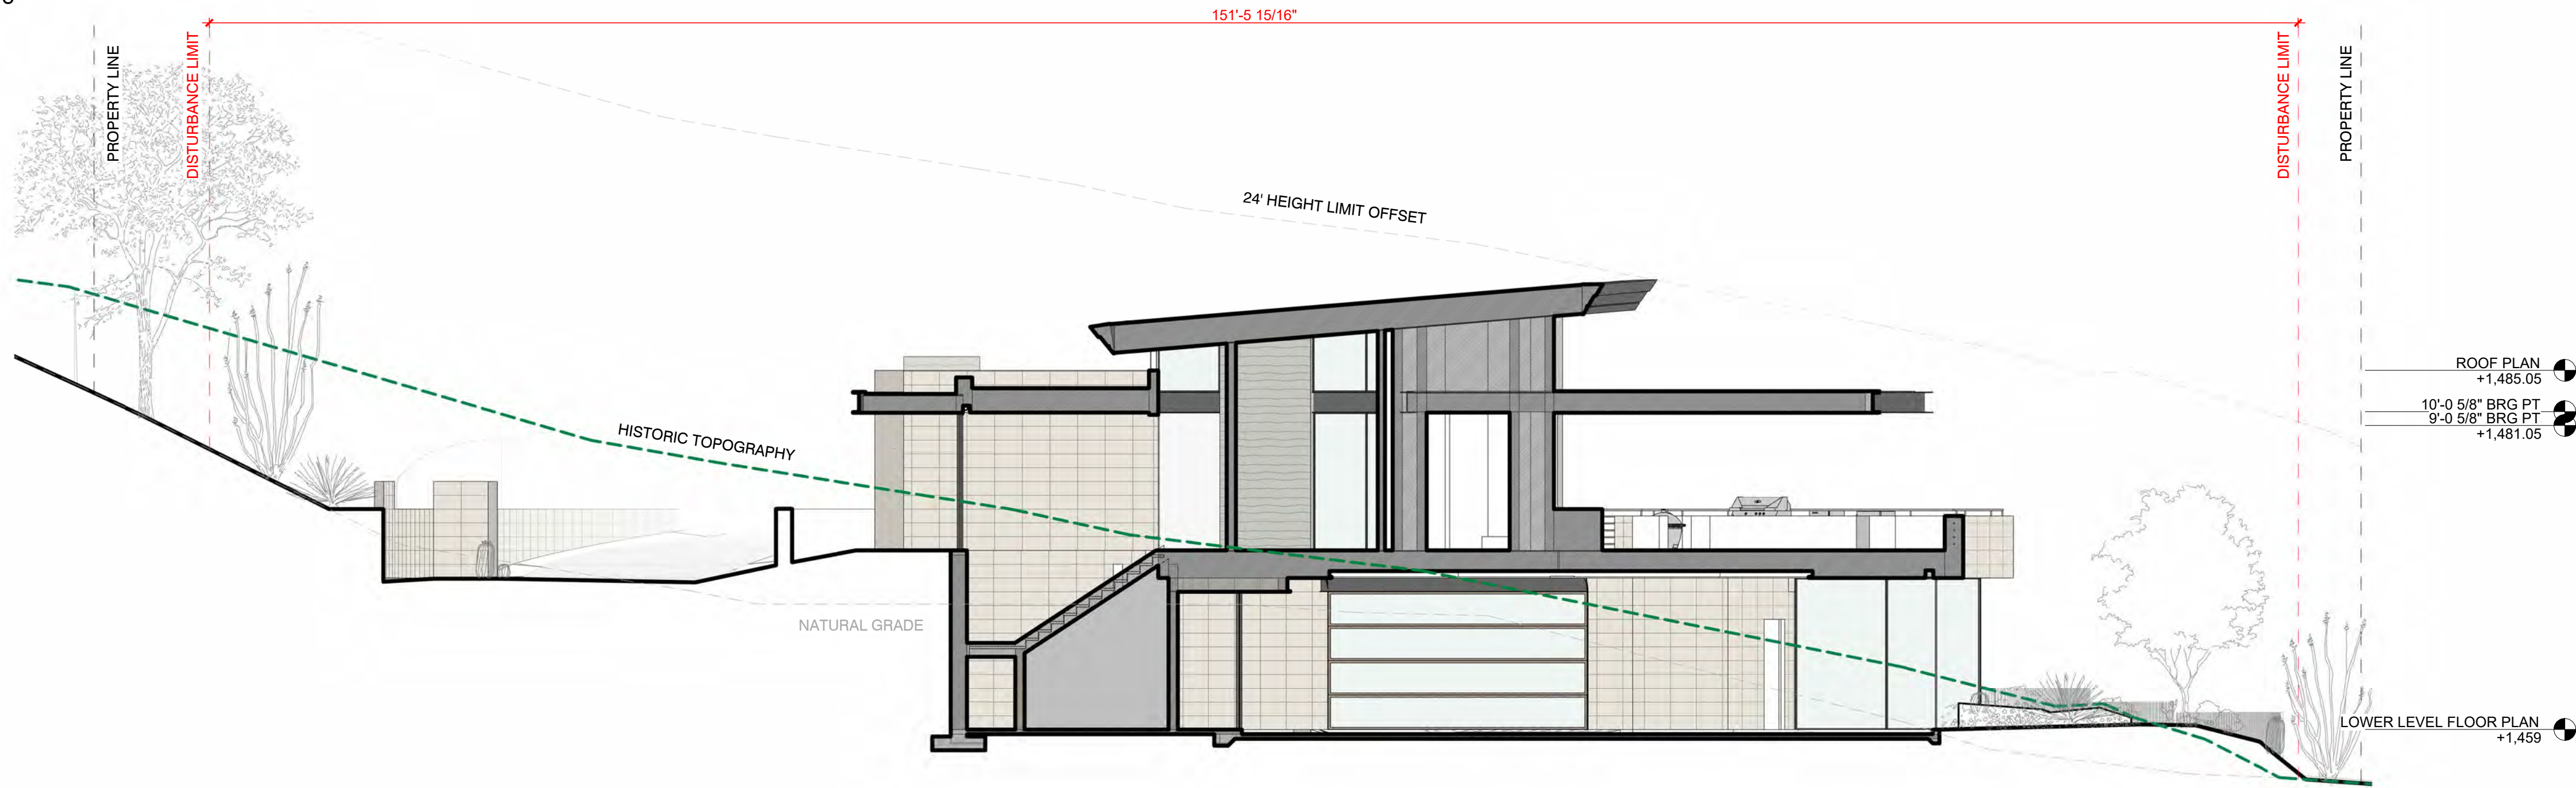 151'-5 15/16"
PROPERTY LINE
DISTURBANCE LIMIT
DISTURBANCE LIMIT
PROPERTY LINE
24' HEIGHT LIMIT OFFSET
ROOF PLAN
+1,485.05
10'-0 5/8" BRG PT
9'-0 5/8" BRG PT
+1,481.05
HISTORIC TOPOGRAPHY
NATURAL GRADE
LOWER LEVEL FLOOR PLAN
+1,459